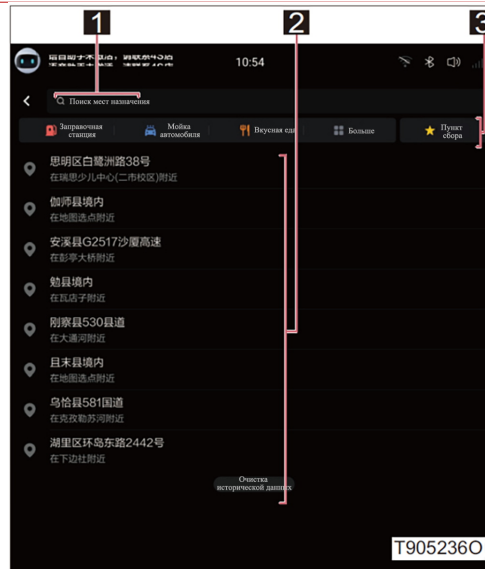 1 2 3
10:54
Поиск мест назначения
Заправочная станция
Мойка автомобиля
Вкусная еда
Больше
Пункт сбора
思明区白鹭洲路38号
在瑞思少儿中心(二市校区)附近
伽师县境内
在地图选点附近
安溪县G2517沙厦高速
在彭亭大桥附近
勉县境内
在瓦店子附近
刚察县530县道
在大通河附近
且末县境内
在地图选点附近
乌恰县581国道
在克孜勒苏河附近
湖里区环岛东路2442号
在下边社附近
Очистка
исторической данных
T905236O